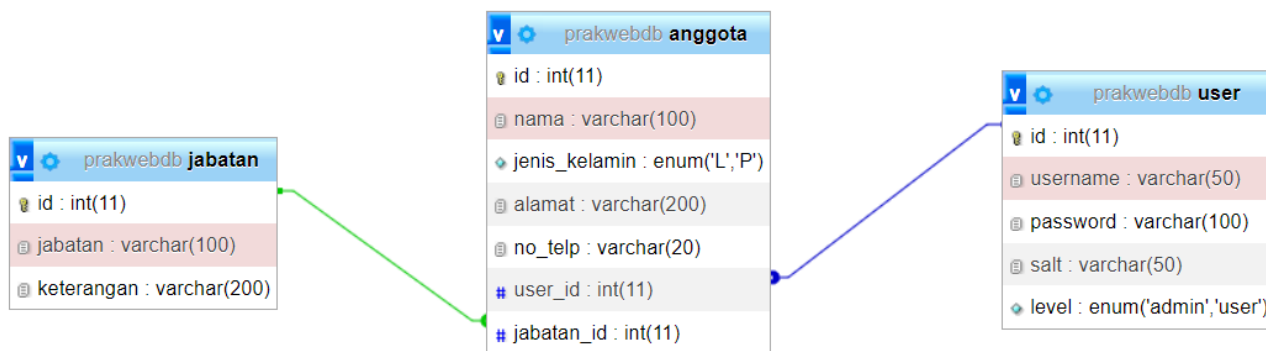 prakwebdb jabatan
id : int(11)
jabatan : varchar(100)
keterangan : varchar(200)
prakwebdb anggota
id : int(11)
nama : varchar(100)
jenis_kelamin : enum('L','P')
alamat : varchar(200)
no_telp : varchar(20)
# user_id : int(11)
# jabatan_id : int(11)
prakwebdb user
id : int(11)
username : varchar(50)
password : varchar(100)
salt : varchar(50)
level : enum('admin','user')